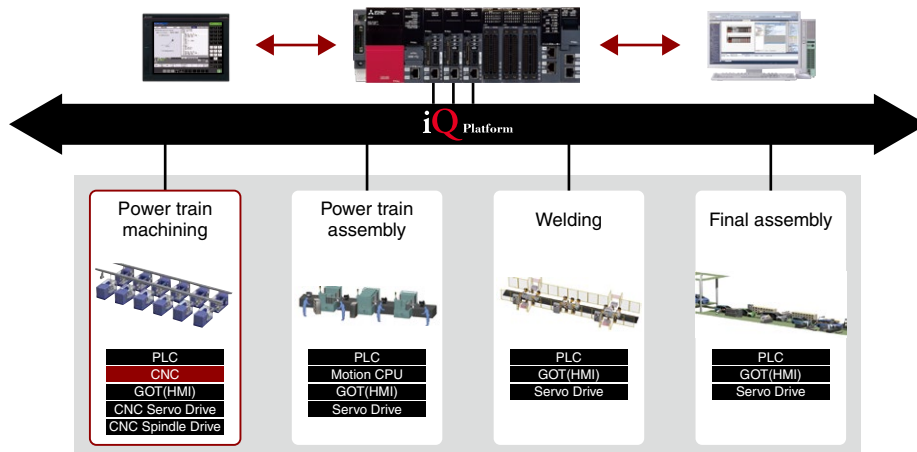 iQ Platform
Power train
machining
PLC
CNC
GOT(HMI)
CNC Servo Drive
CNC Spindle Drive
Power train
assembly
PLC
Motion CPU
GOT(HMI)
Servo Drive
Welding
PLC
GOT(HMI)
Servo Drive
Final assembly
PLC
GOT(HMI)
Servo Drive